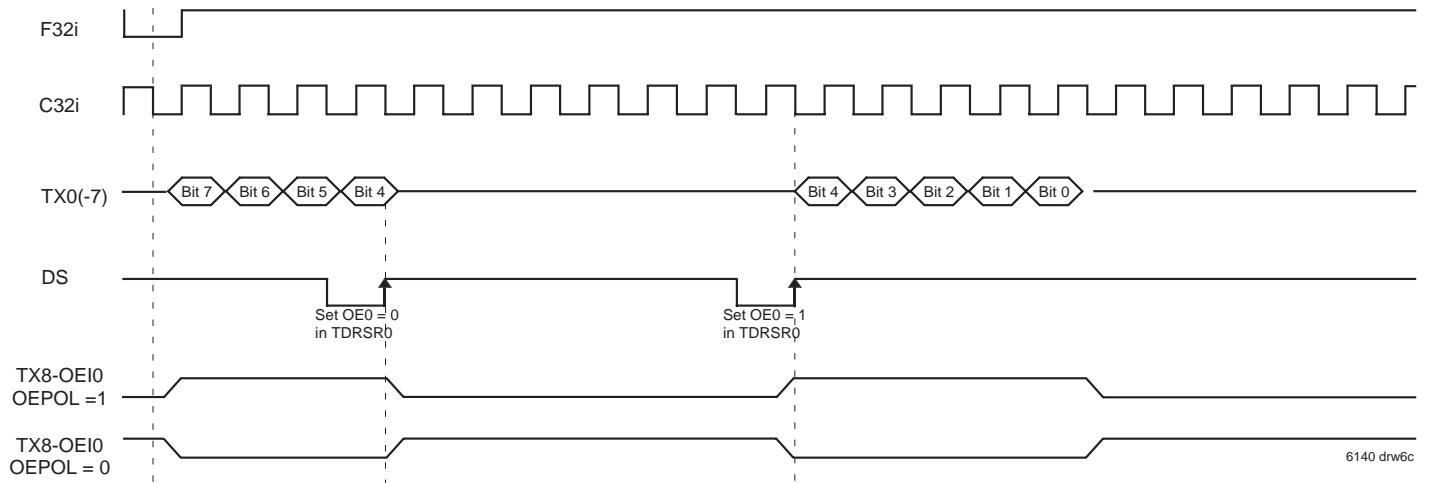 F32i
C32i
TX0(-7)
Bit 7 Bit 6 Bit 5 Bit 4 Bit 4 Bit 3 Bit 2 Bit 1 Bit 0
DS
Set OE0 = 0
in TDRSR0
Set OE0 = 1
in TDRSR0
TX8-OEI0
OEPOL =1
TX8-OEI0
OEPOL = 0
6140 drw6c